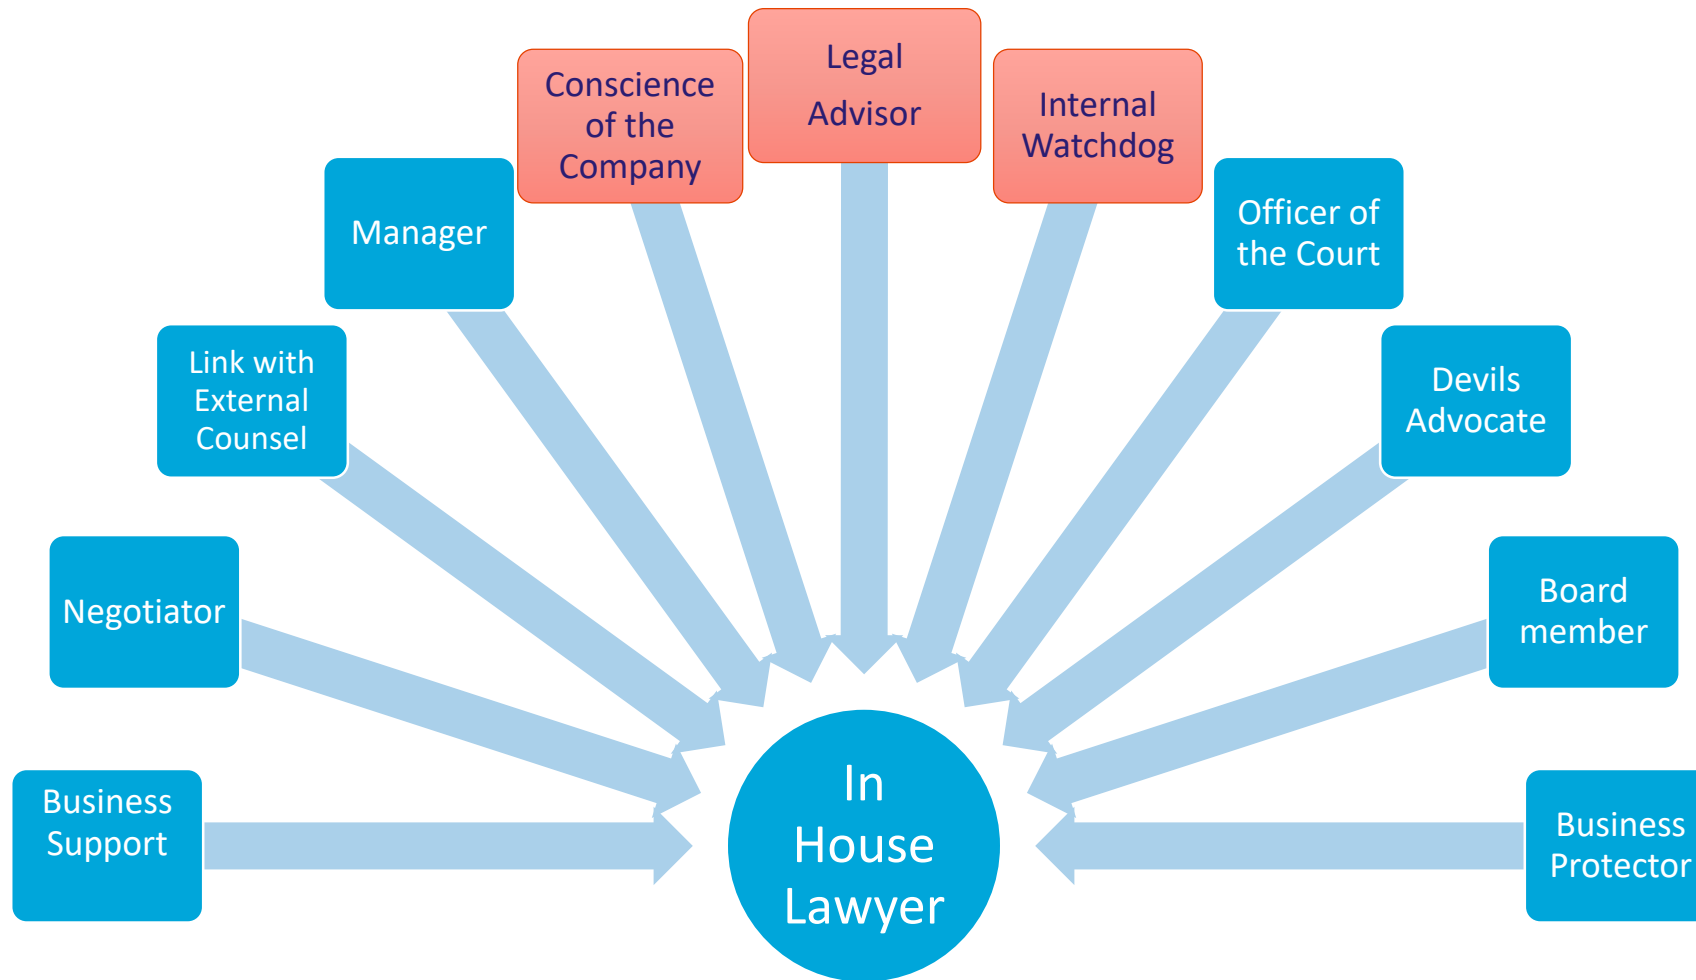 Legal
Advisor
Conscience
of the
Company
Internal
Watchdog
Manager
Officer of
the Court
Link with
External
Counsel
Devils
Advocate
Negotiator
Board
member
Business
Support
In
House
Lawyer
Business
Protector